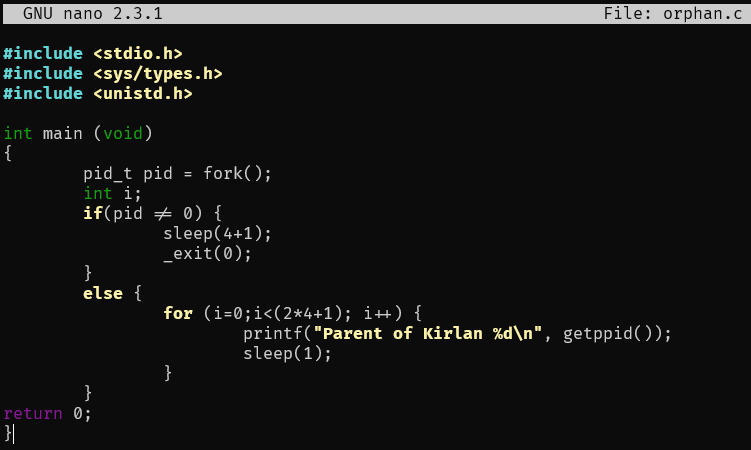 GNU nano 2.3.1 File: orphan.c
#include <stdio.h>
#include <sys/types.h>
#include <unistd.h>
int main (void)
{
pid_t pid = fork();
int i;
if(pid != 0) {
sleep(4+1);
_exit(0);
}
else {
for (i=0;i<(2*4+1); i++) {
printf("Parent of Kirlan %d\n", getppid());
sleep(1);
}
}
return 0;
}